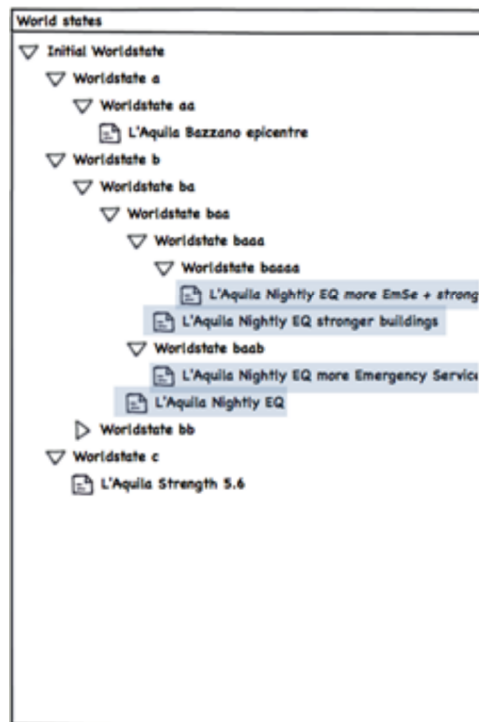 World states
Initial Worldstate
Worldstate a
Worldstate aa
L'Aquila Bazzano epicentre
Worldstate b
Worldstate ba
Worldstate baa
Worldstate baaa
Worldstate baaaa
L'Aquila Nightly EQ more EmSe + strong
L'Aquila Nightly EQ stronger buildings
Worldstate baab
L'Aquila Nightly EQ more Emergency Service
L'Aquila Nightly EQ
Worldstate bb
Worldstate c
L'Aquila Strength 5.6